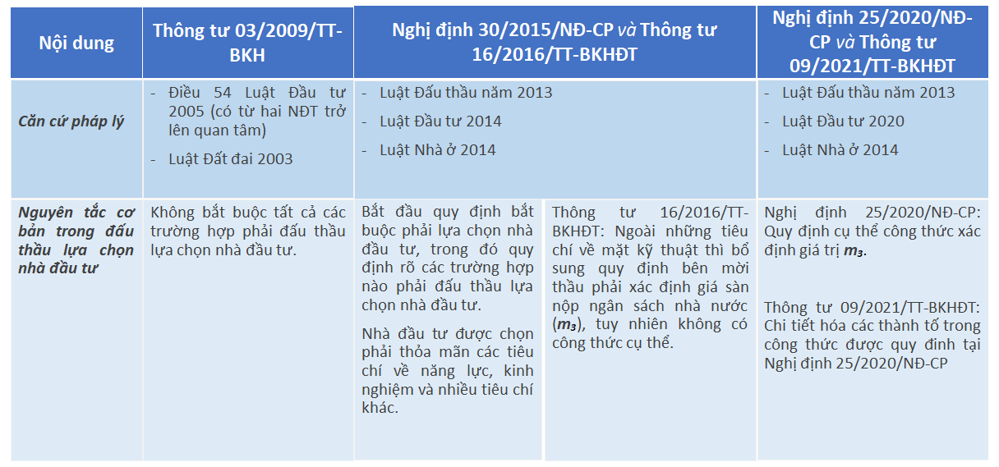 Nội dung
Thông tư 03/2009/TT-
BKH
Nghị định 30/2015/NĐ-CP và Thông tư
16/2016/TT-BKHĐT
Nghị định 25/2020/NĐ-
CP và Thông tư
09/2021/TT-BKHĐT
Căn cứ pháp lý
- Điều 54 Luật Đầu tư
2005 (có từ hai NĐT trở
lên quan tâm)
- Luật Đất đai 2003
- Luật Đấu thầu năm 2013
- Luật Đầu tư 2014
- Luật Nhà ở 2014
- Luật Đấu thầu năm 2013
- Luật Đầu tư 2020
- Luật Nhà ở 2014
Nguyên tắc cơ
bản trong đấu
thầu lựa chọn
nhà đầu tư
Không bắt buộc tất cả các
trường hợp phải đấu thầu
lựa chọn nhà đầu tư.
Bắt đầu quy định bắt
buộc phải lựa chọn nhà
đầu tư, trong đó quy
định rõ các trường hợp
nào phải đấu thầu lựa
chọn nhà đầu tư.
Nhà đầu tư được chọn
phải thỏa mãn các tiêu
chí về năng lực, kinh
nghiệm và nhiều tiêu chí
khác.
Thông tư 16/2016/TT-
BKHĐT: Ngoài những tiêu
chí về mặt kỹ thuật thì bổ
sung quy định bên mời
thầu phải xác định giá sàn
nộp ngân sách nhà nước
(m₃), tuy nhiên không có
công thức cụ thể.
Nghị định 25/2020/NĐ-CP:
Quy định cụ thể công thức xác
định giá trị m₃.
Thông tư 09/2021/TT-BKHĐT:
Chi tiết hóa các thành tố trong
công thức được quy đinh tại
Nghị định 25/2020/NĐ-CP